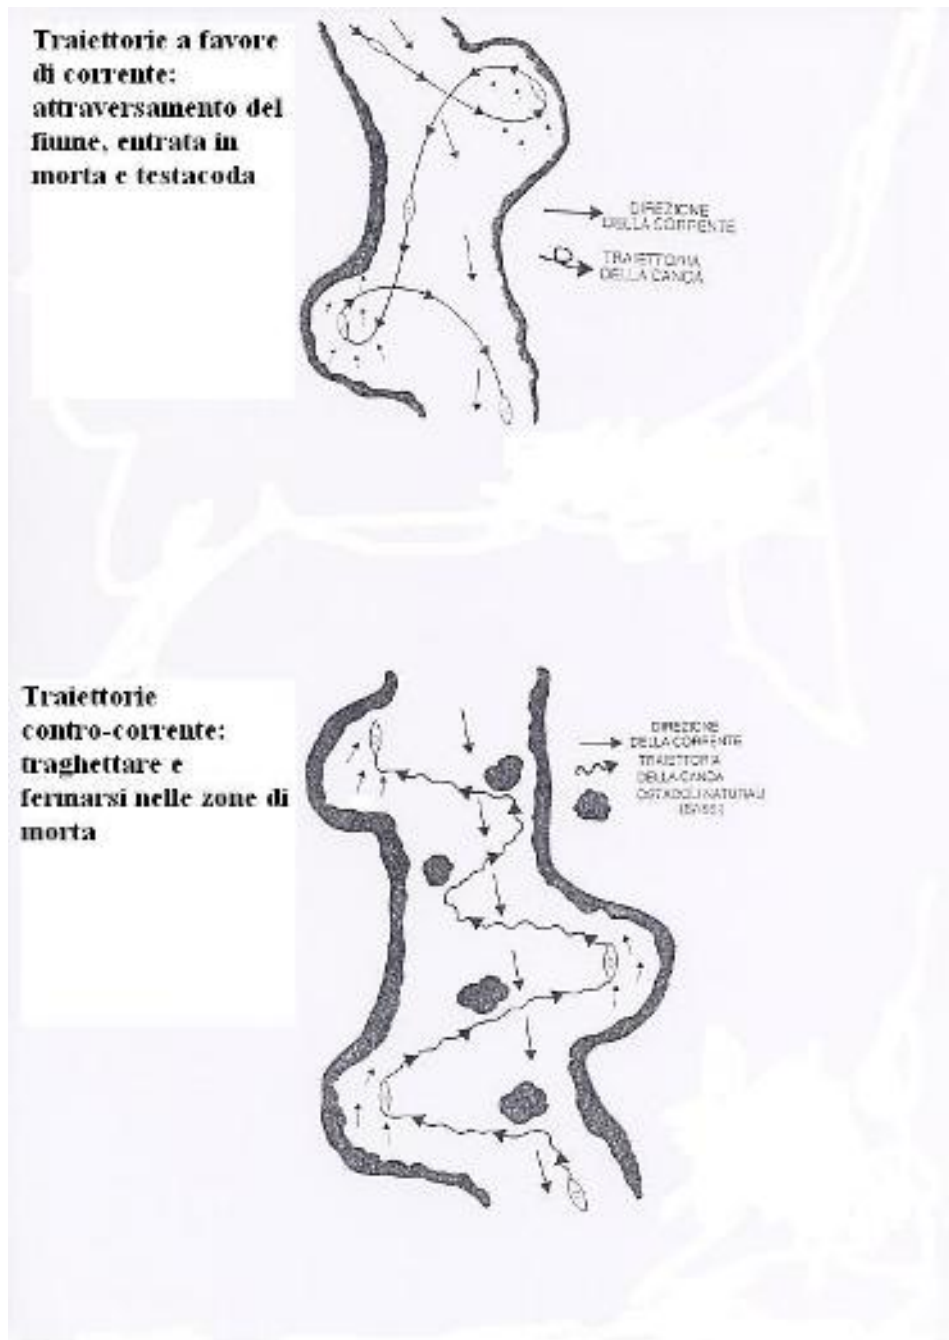 Traiettorie a favore
di corrente:
attraversamento del
fiume, entrata in
morta e testacoda
DIREZIONE
DELLA CORRENTE
TRAIETTORIA
DELLA CANOA
Traiettorie
contro-corrente:
traghettare e
fermarsi nelle zone di
morta
DIREZIONE
DELLA CORRENTE
TRAIETTORIA
DELLA CANOA
OSTACOLI NATURALI
(SASSI)